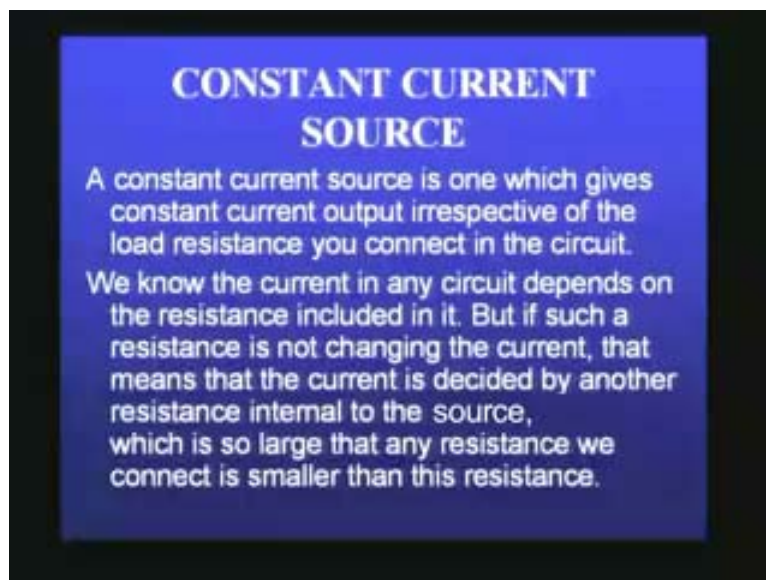 CONSTANT CURRENT
SOURCE
A constant current source is one which gives
constant current output irrespective of the
load resistance you connect in the circuit.
We know the current in any circuit depends on
the resistance included in it. But if such a
resistance is not changing the current, that
means that the current is decided by another
resistance internal to the source,
which is so large that any resistance we
connect is smaller than this resistance.